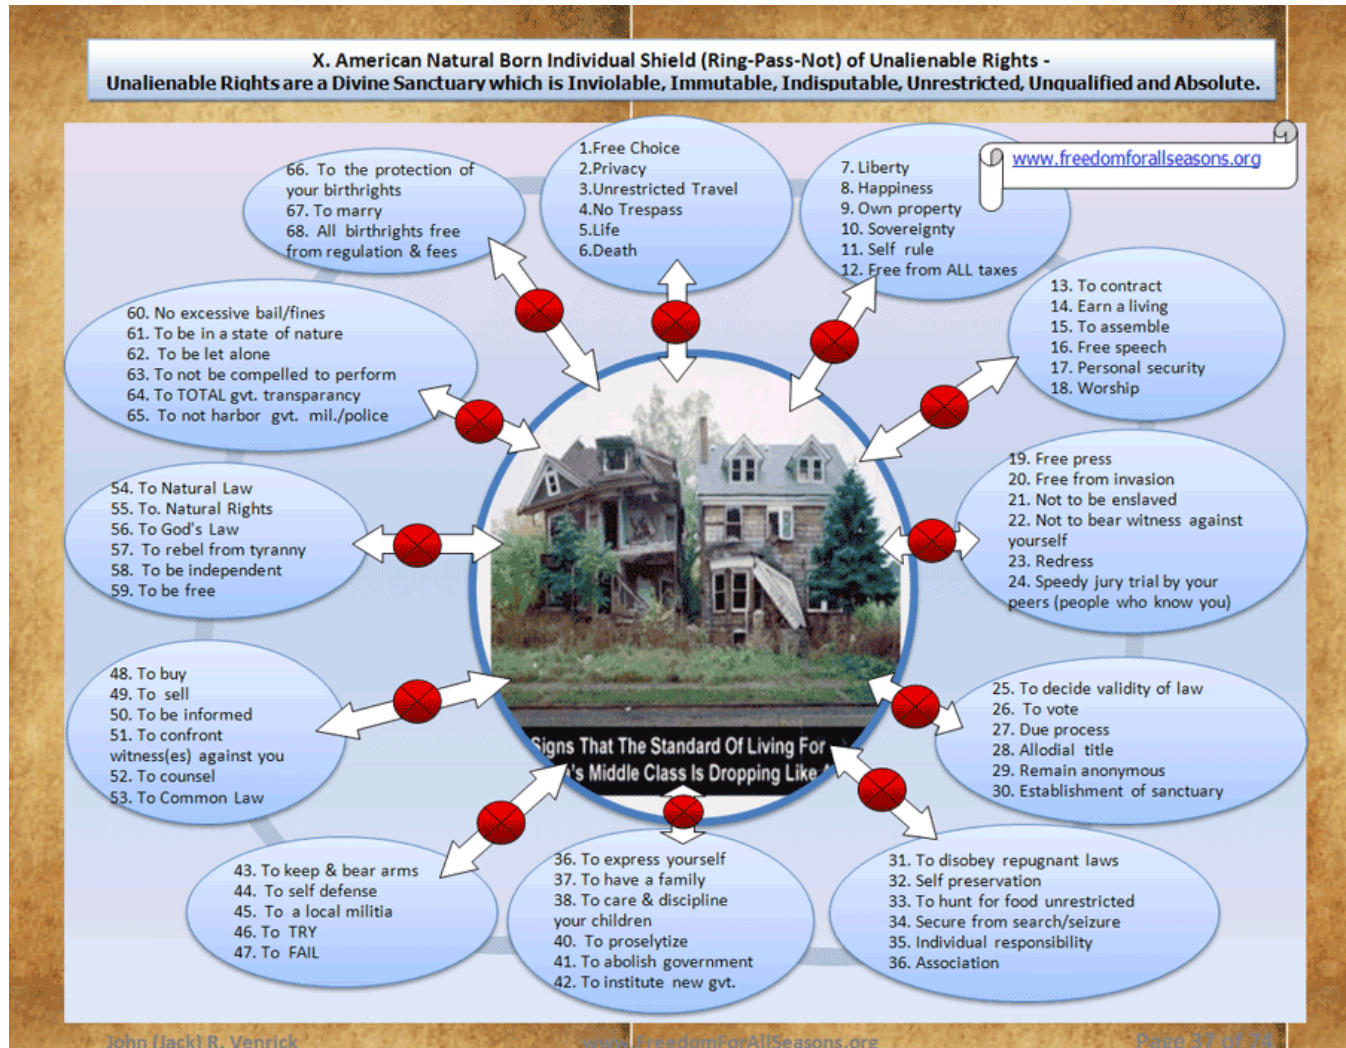 X. American Natural Born Individual Shield (Ring-Pass-Not) of Unalienable Rights -
Unalienable Rights are a Divine Sanctuary which is Inviolable, Immutable, Indisputable, Unrestricted, Unqualified and Absolute.
www.freedomforallseasons.org
1.Free Choice
2.Privacy
3.Unrestricted Travel
4.No Trespass
5.Life
6.Death
7. Liberty
8. Happiness
9. Own property
10. Sovereignty
11. Self rule
12. Free from ALL taxes
13. To contract
14. Earn a living
15. To assemble
16. Free speech
17. Personal security
18. Worship
19. Free press
20. Free from invasion
21. Not to be enslaved
22. Not to bear witness against
yourself
23. Redress
24. Speedy jury trial by your
peers (people who know you)
25. To decide validity of law
26. To vote
27. Due process
28. Allodial title
29. Remain anonymous
30. Establishment of sanctuary
31. To disobey repugnant laws
32. Self preservation
33. To hunt for food unrestricted
34. Secure from search/seizure
35. Individual responsibility
36. Association
36. To express yourself
37. To have a family
38. To care & discipline
your children
40. To proselytize
41. To abolish government
42. To institute new gvt.
43. To keep & bear arms
44. To self defense
45. To a local militia
46. To TRY
47. To FAIL
48. To buy
49. To sell
50. To be informed
51. To confront
witness(es) against you
52. To counsel
53. To Common Law
54. To Natural Law
55. To. Natural Rights
56. To God's Law
57. To rebel from tyranny
58. To be independent
59. To be free
60. No excessive bail/fines
61. To be in a state of nature
62. To be let alone
63. To not be compelled to perform
64. To TOTAL gvt. transparancy
65. To not harbor gvt. mil./police
66. To the protection of
your birthrights
67. To marry
68. All birthrights free
from regulation & fees
Signs That The Standard Of Living For
's Middle Class Is Dropping Like
John (Jack) R. Venrick
www.FreedomForAllSeasons.org
Page 37 of 74